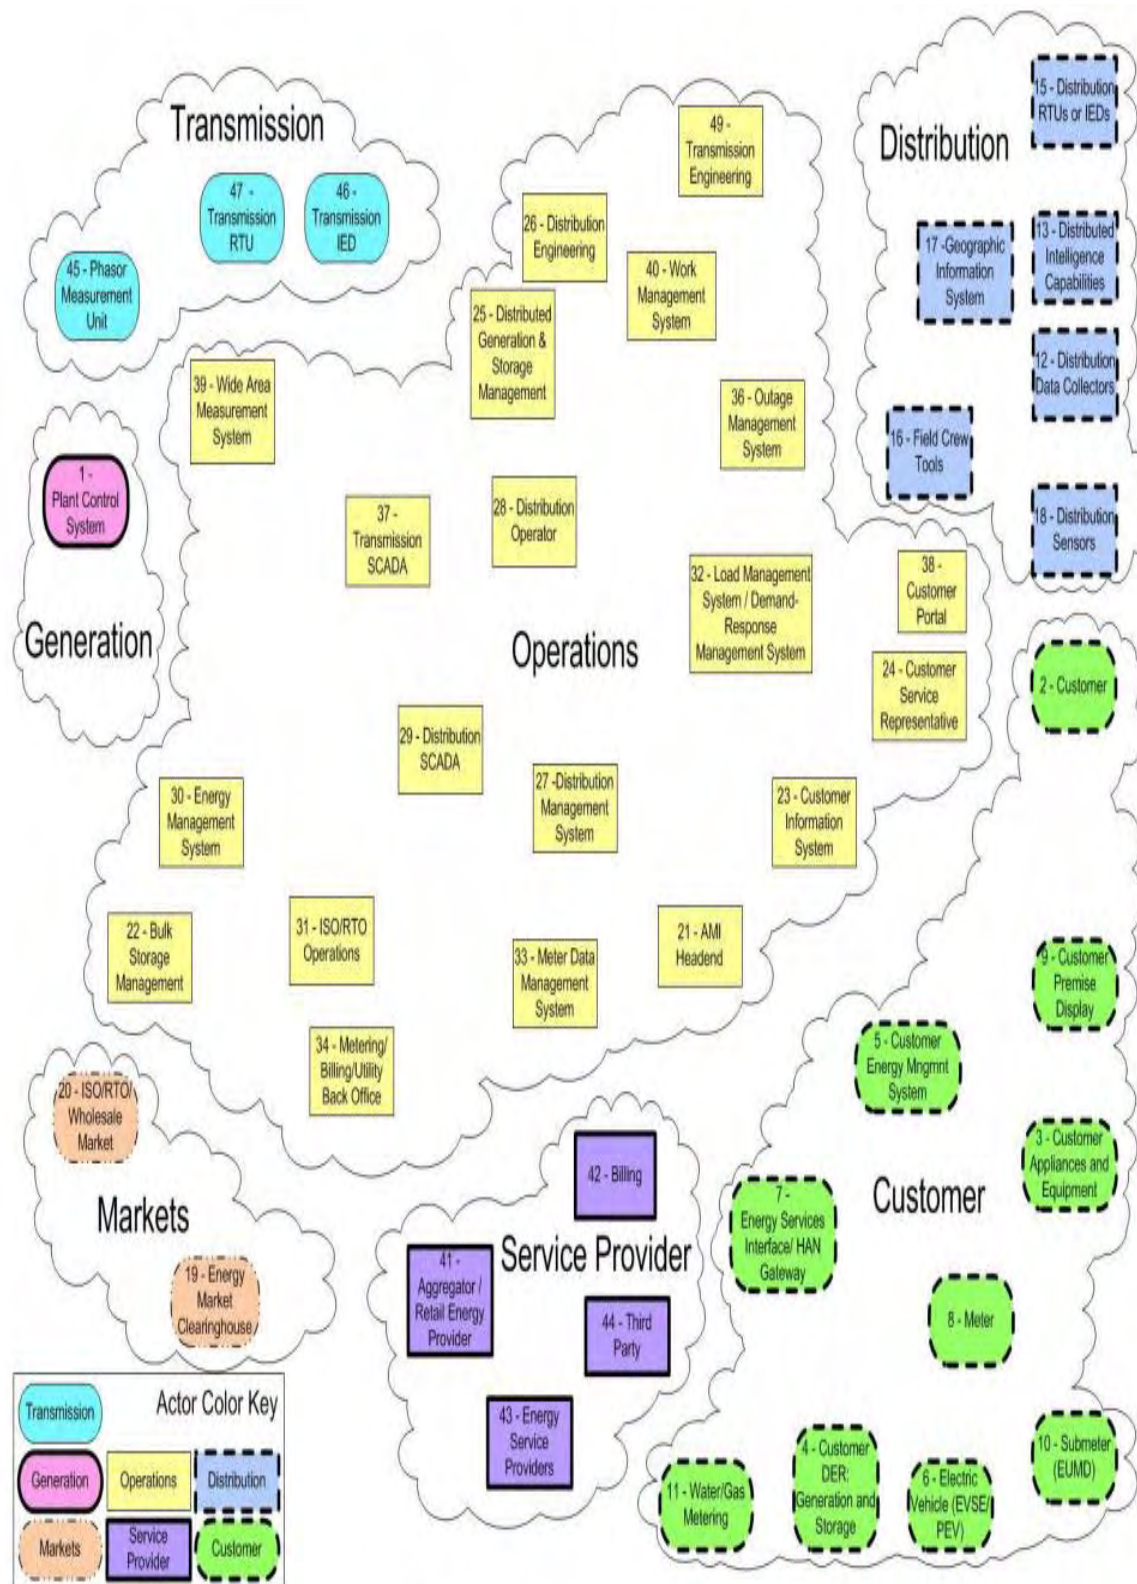 Transmission
47 -
Transmission
RTU
46 -
Transmission
IED
45 - Phasor
Measurement
Unit
49 -
Transmission
Engineering
26 - Distribution
Engineering
40 - Work
Management
System
25 - Distributed
Generation &
Storage
Management
39 - Wide Area
Measurement
System
36 - Outage
Management
System
Distribution
15 - Distribution
RTUs or IEDs
17 -Geographic
Information
System
13 - Distributed
Intelligence
Capabilities
12 - Distribution
Data Collectors
16 - Field Crew
Tools
18 - Distribution
Sensors
1 -
Plant Control
System
Generation
37 -
Transmission
SCADA
28 - Distribution
Operator
32 - Load Management
System / Demand-
Response
Management System
38 -
Customer
Portal
Operations
24 - Customer
Service
Representative
29 - Distribution
SCADA
27 -Distribution
Management
System
23 - Customer
Information
System
30 - Energy
Management
System
22 - Bulk
Storage
Management
31 - ISO/RTO
Operations
33 - Meter Data
Management
System
21 - AMI
Headend
34 - Metering/
Billing/Utility
Back Office
2 - Customer
9 - Customer
Premise
Display
5 - Customer
Energy Mngmnt
System
3 - Customer
Appliances and
Equipment
Customer
7 -
Energy Services
Interface/ HAN
Gateway
8 - Meter
10 - Submeter
(EUMD)
4 - Customer
DER:
Generation and
Storage
6 - Electric
Vehicle (EVSE/
PEV)
11 - Water/Gas
Metering
20 - ISO/RTO/
Wholesale
Market
Markets
19 - Energy
Market
Clearinghouse
42 - Billing
Service Provider
41 -
Aggregator /
Retail Energy
Provider
44 - Third
Party
43 - Energy
Service
Providers
Actor Color Key
Transmission
Generation
Operations
Distribution
Markets
Service
Provider
Customer